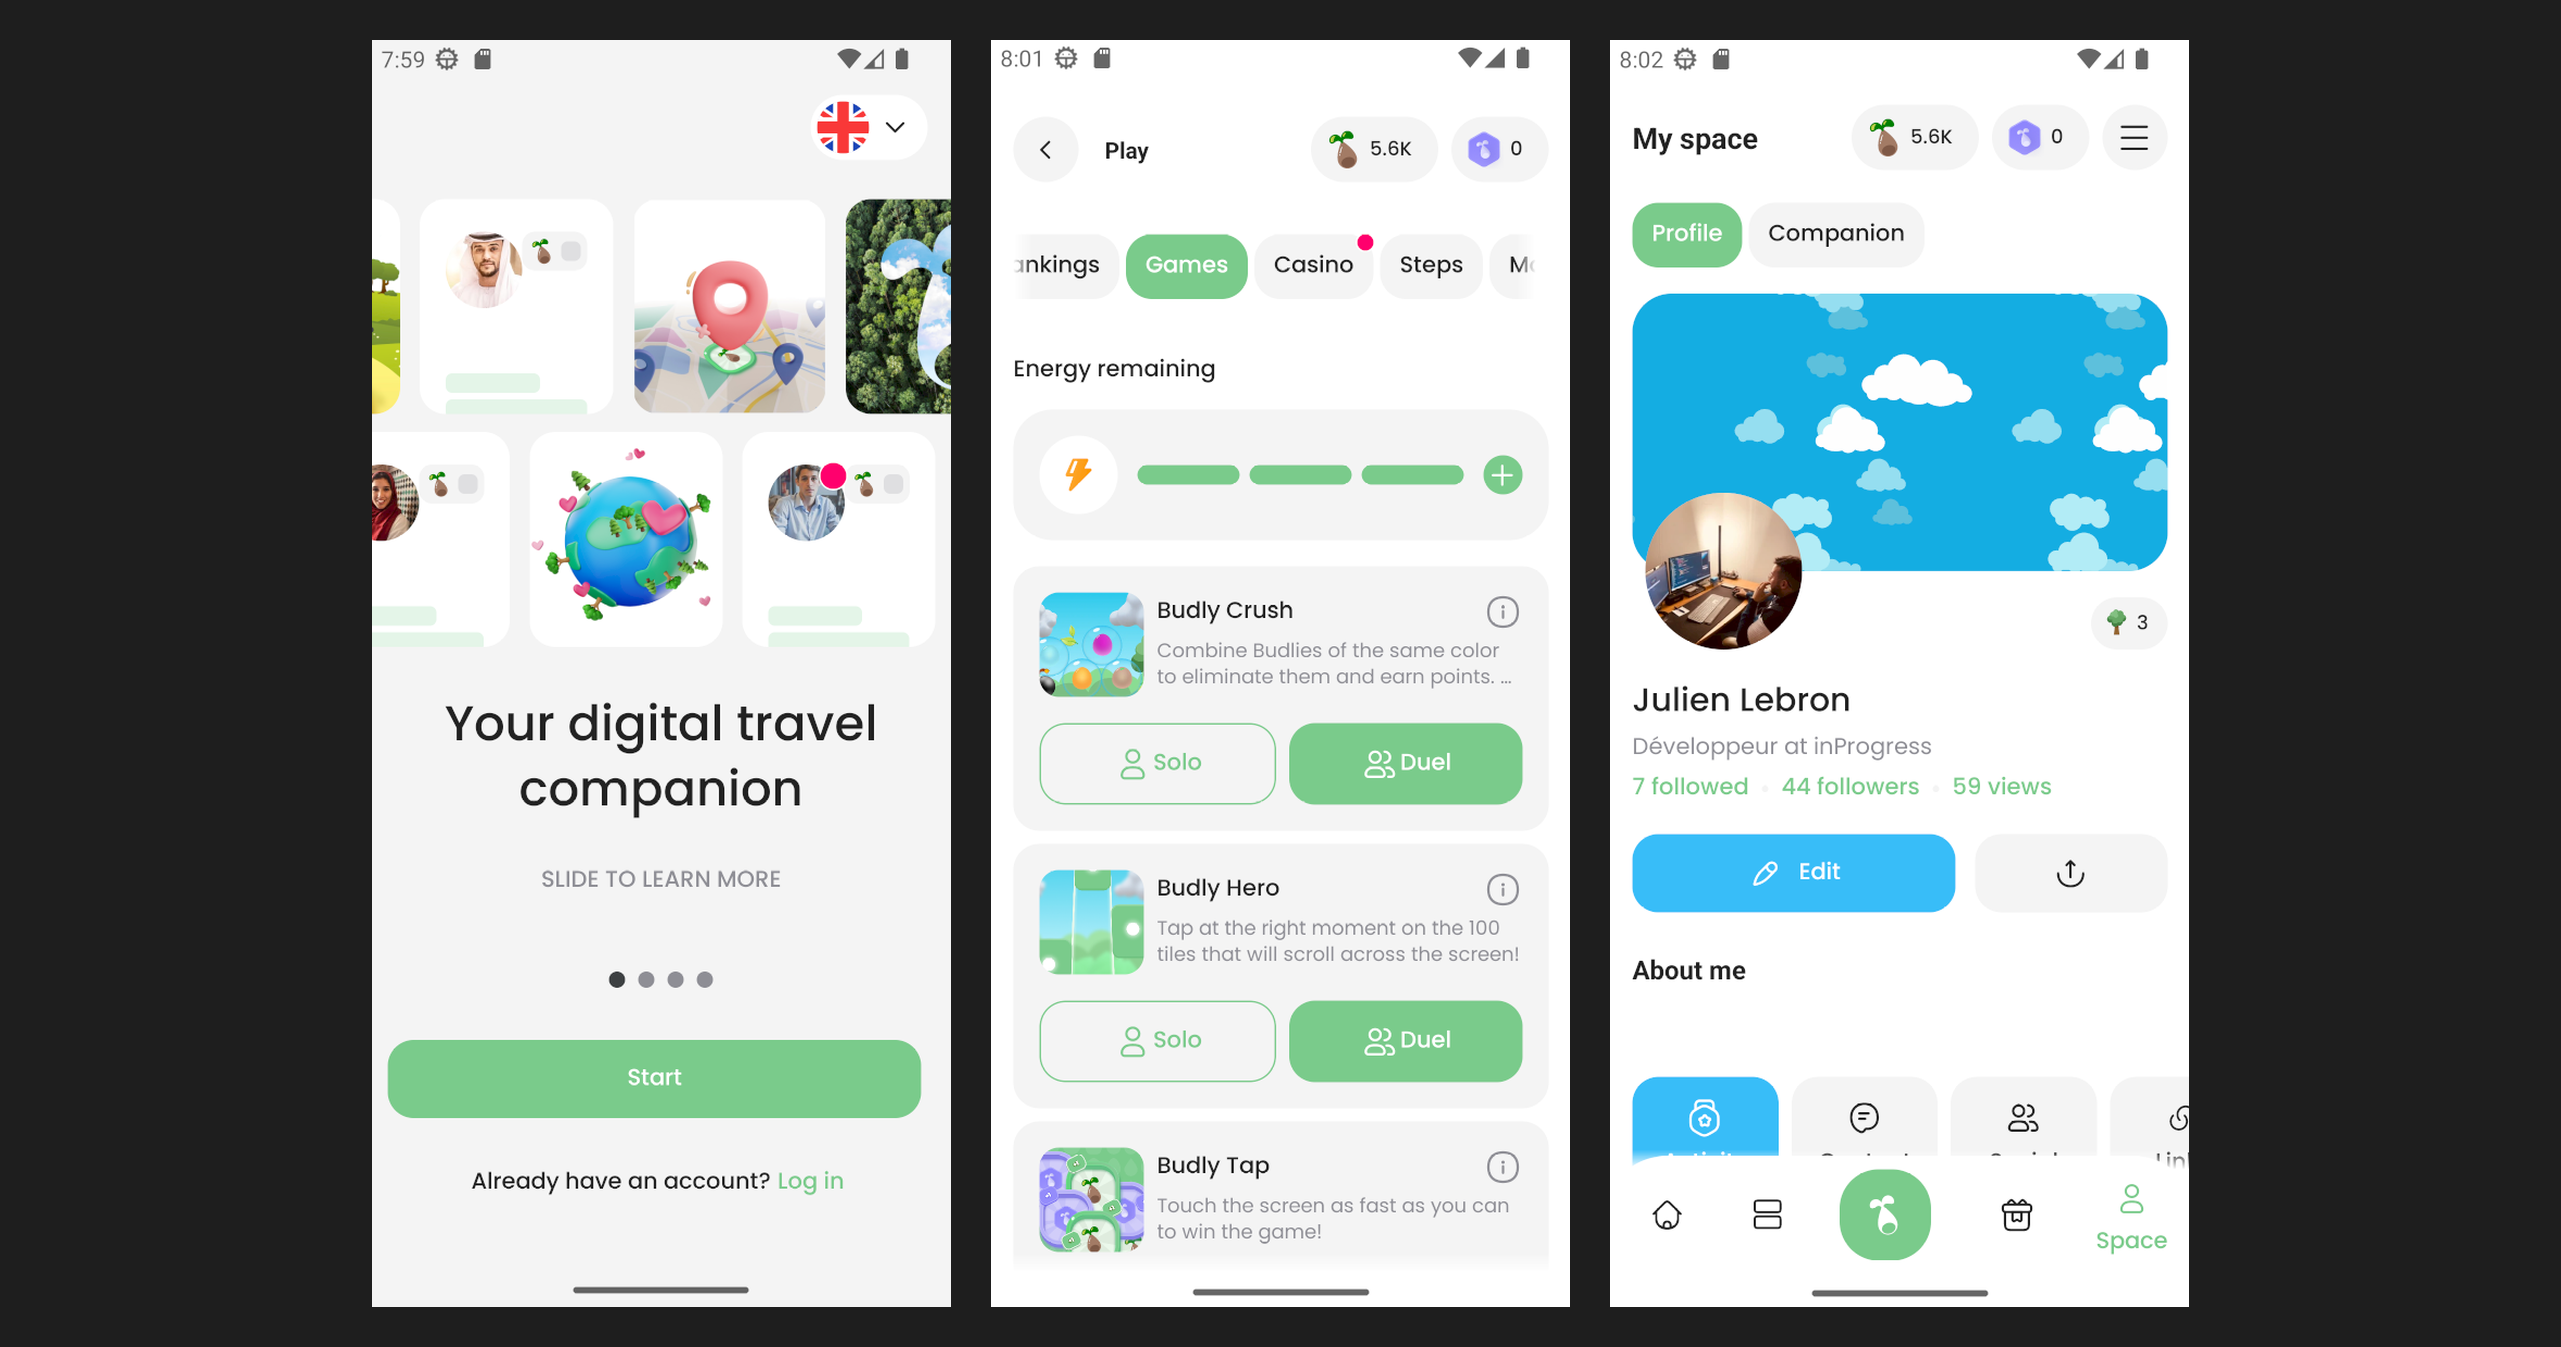 7:59
Your digital travel
companion
SLIDE TO LEARN MORE
Start
Already have an account? Log in
8:01
Play
5.6K
0
ankings
Games
Casino
Steps
Mo
Energy remaining
Budly Crush
Combine Budlies of the same color
to eliminate them and earn points. ...
Solo
Duel
Budly Hero
Tap at the right moment on the 100
tiles that will scroll across the screen!
Solo
Duel
Budly Tap
Touch the screen as fast as you can
to win the game!
8:02
My space
5.6K
0
Profile
Companion
3
Julien Lebron
Développeur at inProgress
7 followed • 44 followers • 59 views
Edit
About me
Space